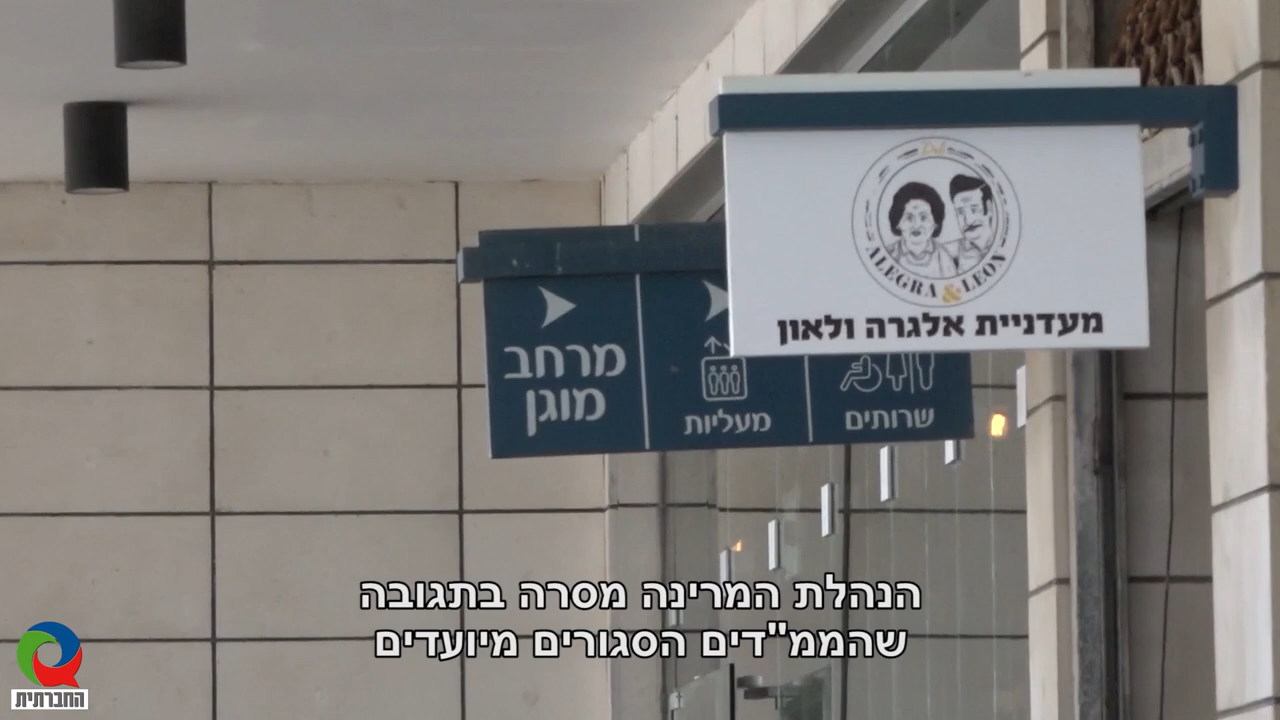 ALEGRA & LEON
מעדניית אלגרה ולאון
מרחב
מוגן
מעליות
שרותים
הנהלת המרינה מסרה בתגובה
שהממ"דים הסגורים מיועדים
החברתית